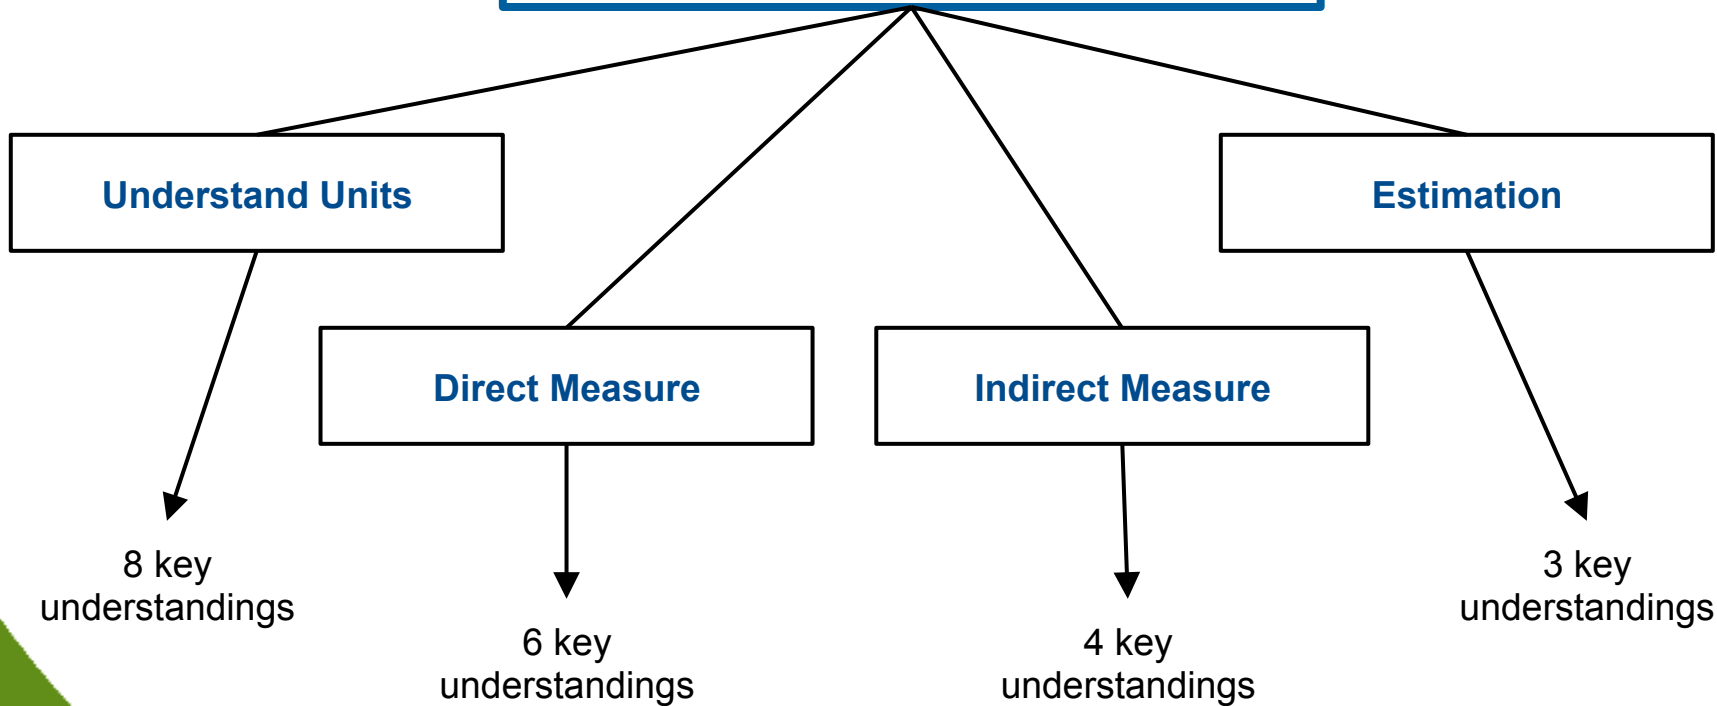 Understand Units
Estimation
Direct Measure
Indirect Measure
8 key
understandings
3 key
understandings
6 key
understandings
4 key
understandings